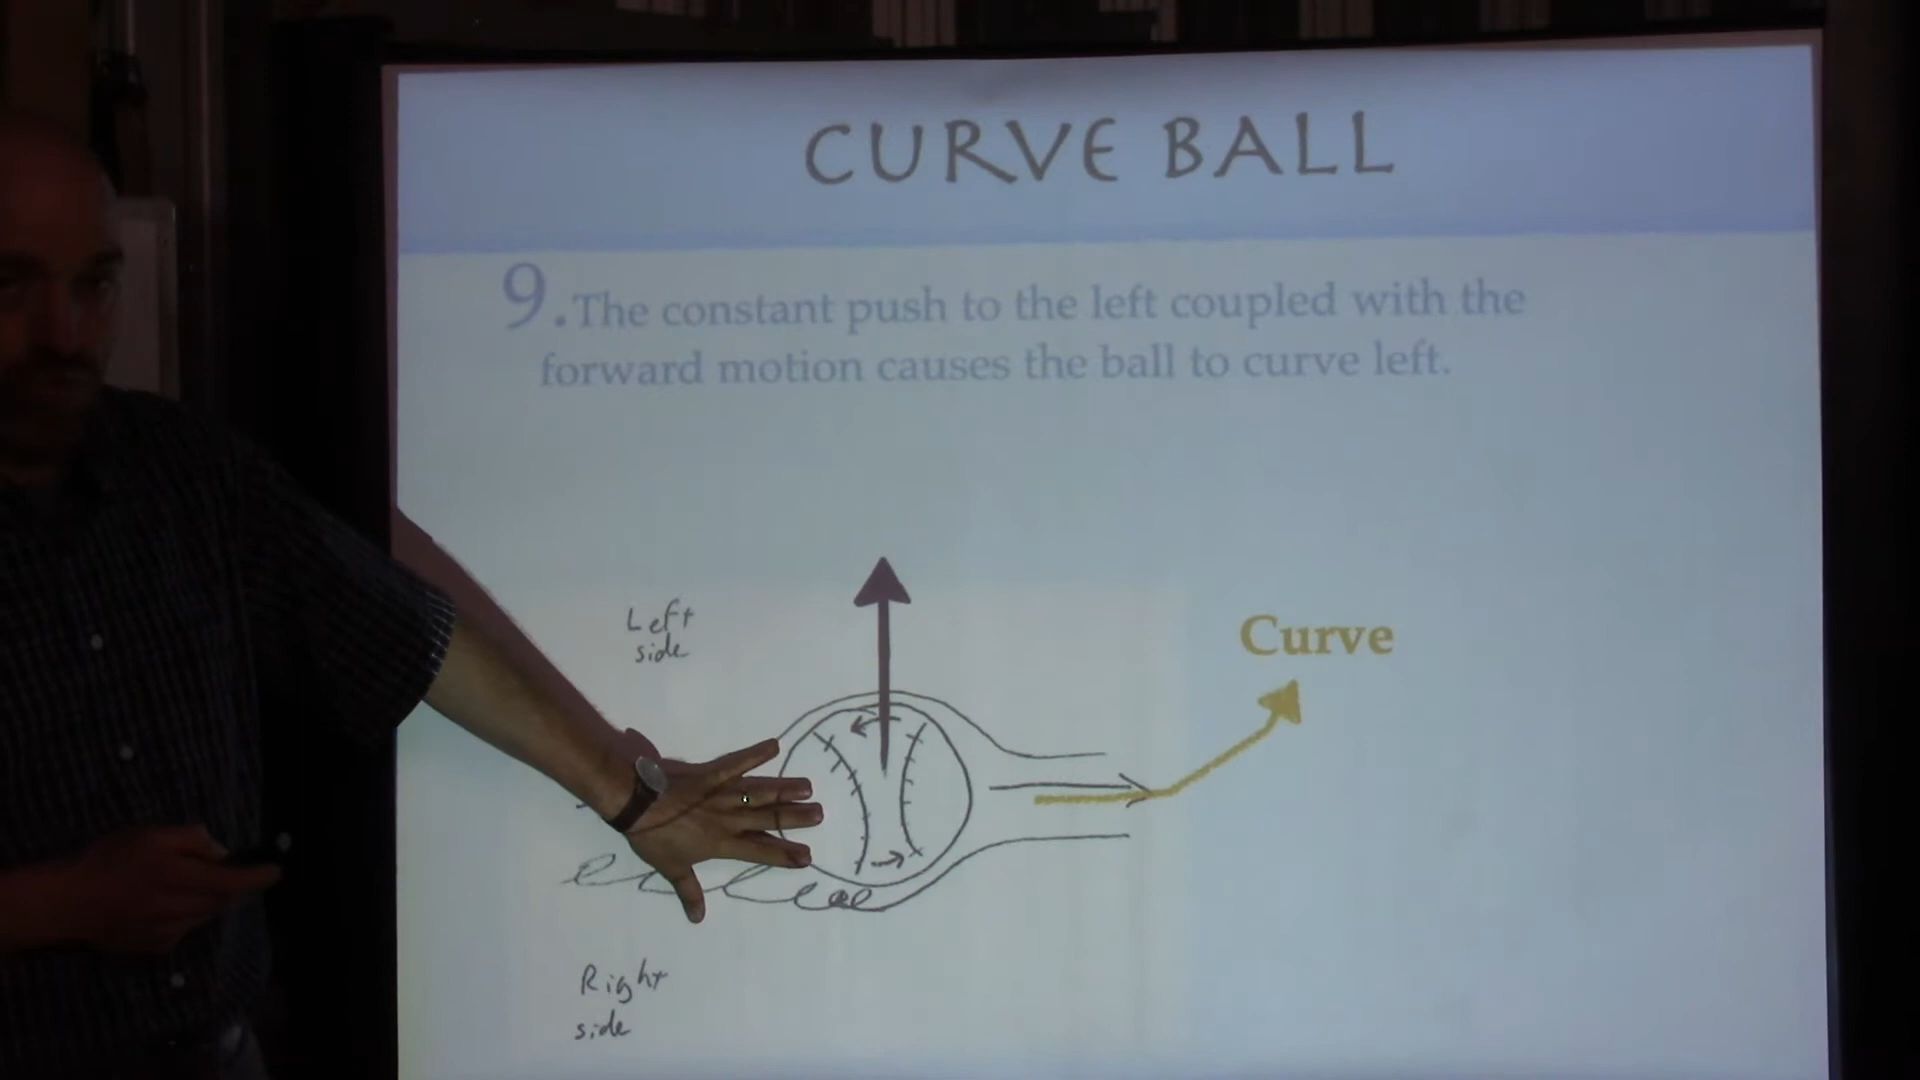 CURVE BALL
9. The constant push to the left coupled with the
forward motion causes the ball to curve left.
Left
side
Curve
Right
side